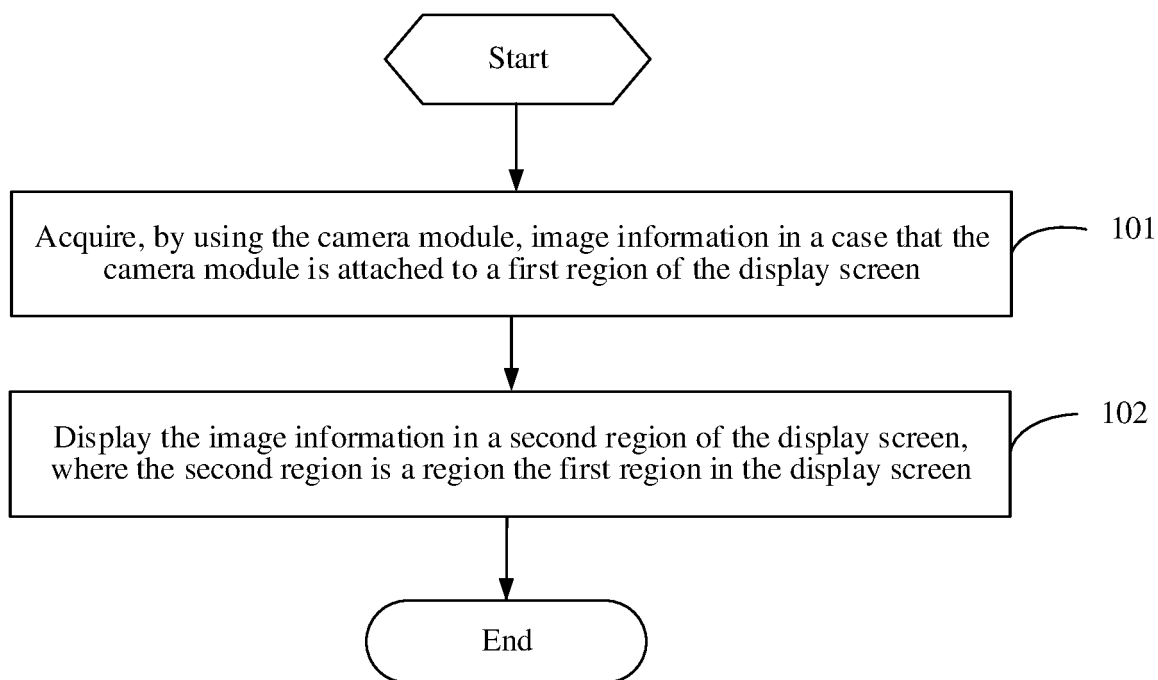 Start
Acquire, by using the camera module, image information in a case that the
camera module is attached to a first region of the display screen
101
Display the image information in a second region of the display screen,
where the second region is a region the first region in the display screen
102
End